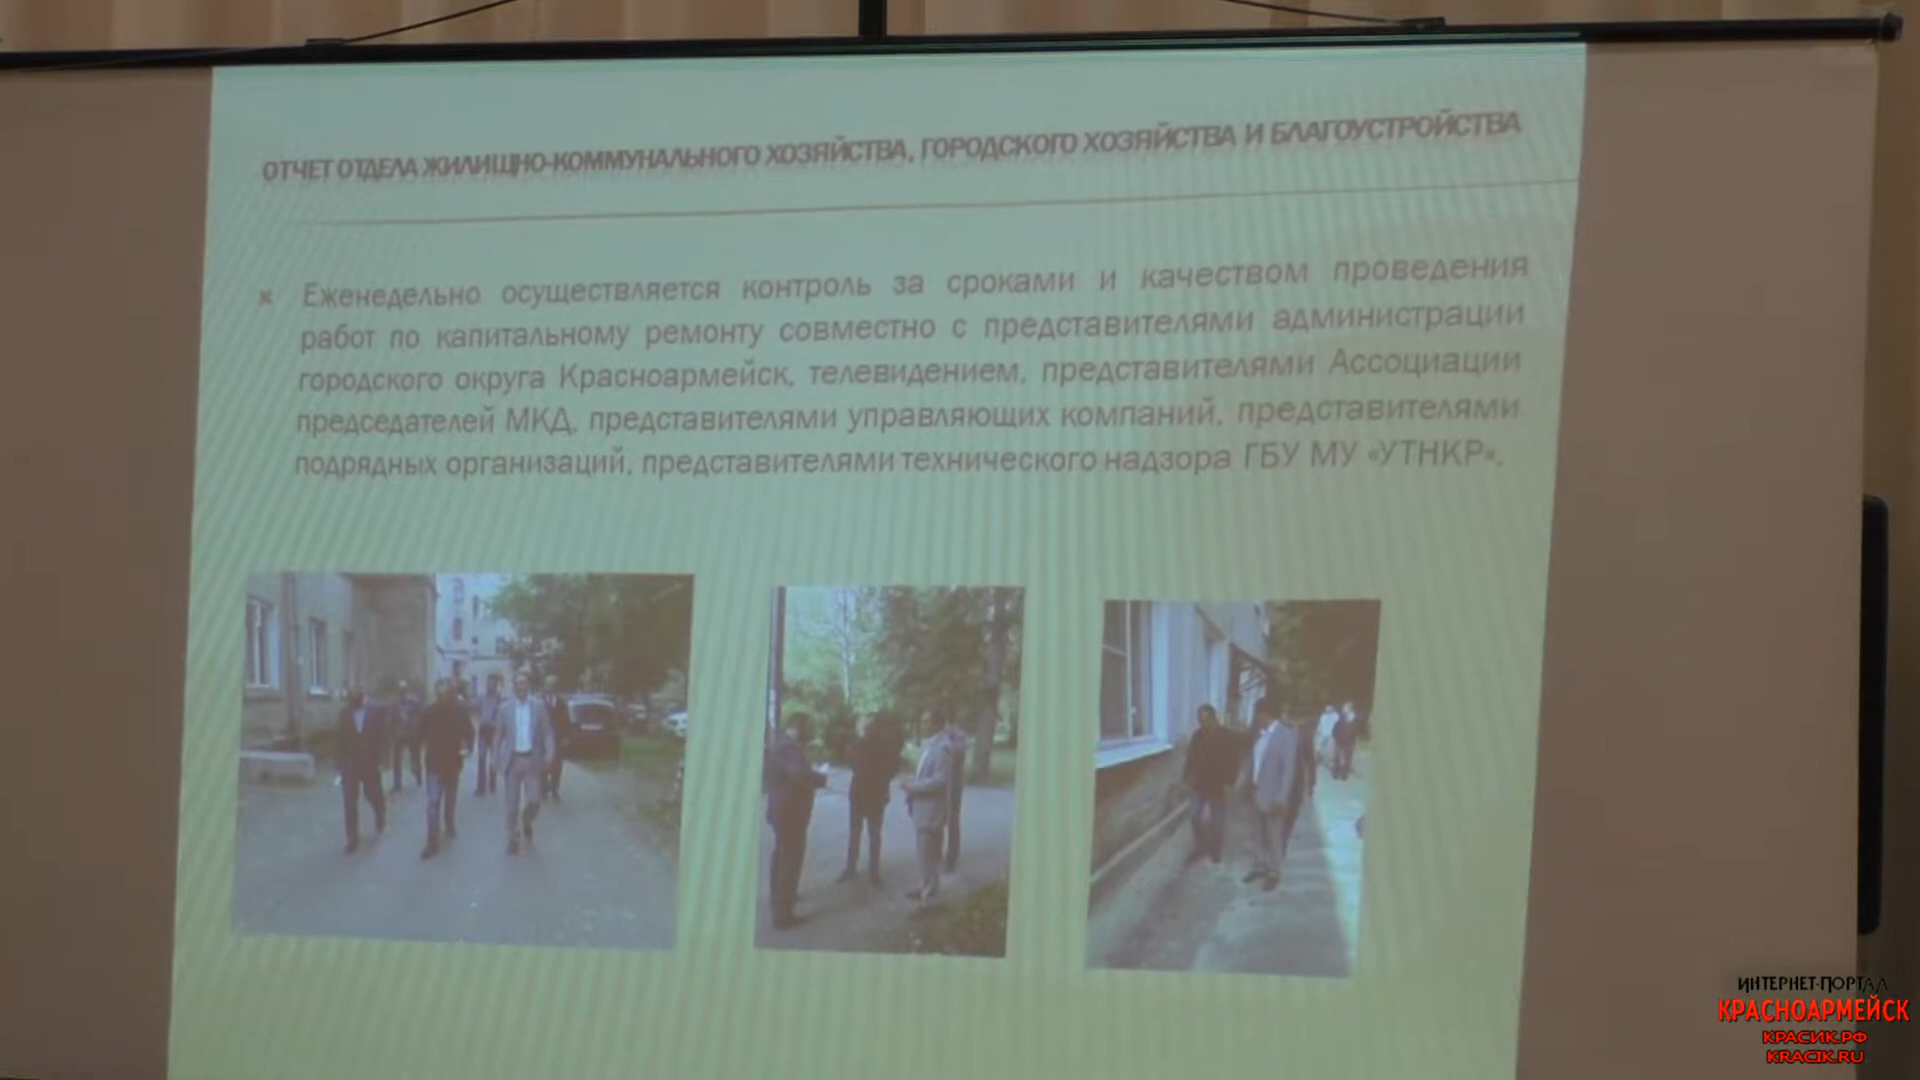 ОТЧЕТ ОТДЕЛА ЖИЛИЩНО-КОММУНАЛЬНОГО ХОЗЯЙСТВА, ГОРОДСКОГО ХОЗЯЙСТВА И БЛАГОУСТРОЙСТВА
Еженедельно осуществляется контроль за сроками и качеством проведения
работ по капитальному ремонту совместно с представителями администрации
городского округа Красноармейск, телевидением, представителями Ассоциации
председателей МКД, представителями управляющих компаний, представителями
подрядных организаций, представителями технического надзора ГБУ МУ «УТНКР».
ИНТЕРНЕТ-ПОРТАЛ
КРАСНОАРМЕЙСК
КРАСИК.РФ
KRACIK.RU